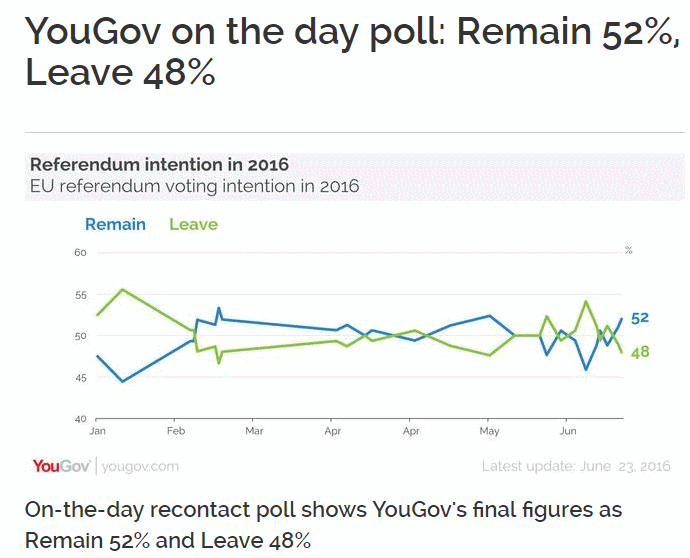 YouGov on the day poll: Remain 52%,
Leave 48%
Referendum intention in 2016
EU referendum voting intention in 2016
Remain Leave
60 %
55
52
50
48
45
40
Jan Feb Mar Apr Apr May Jun
YouGov | yougov.com Latest update: June 23, 2016
On-the-day recontact poll shows YouGov's final figures as
Remain 52% and Leave 48%